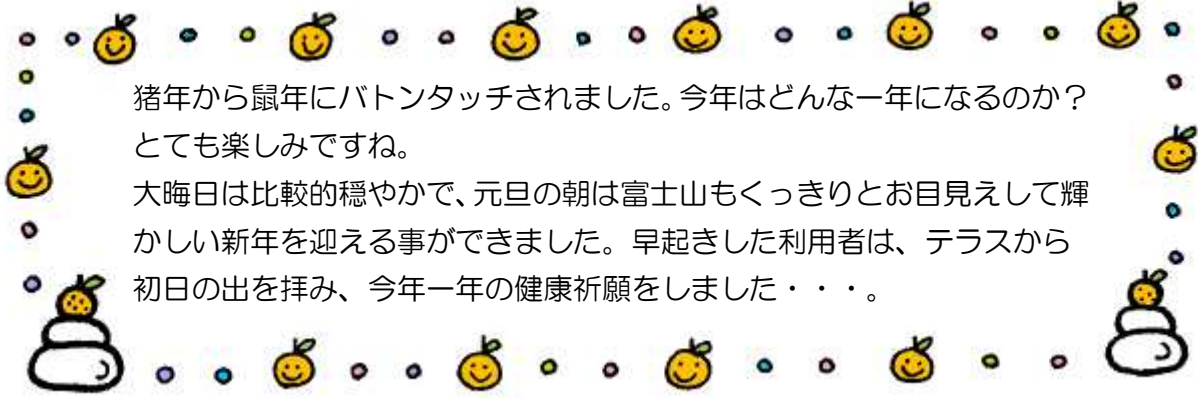 猪年から鼠年にバトンタッチされました。今年はどんな一年になるのか？
とても楽しみですね。
大晦日は比較的穏やかで、元旦の朝は富士山もくっきりとお目見えして輝
かしい新年を迎える事ができました。早起きした利用者は、テラスから
初日の出を拝み、今年一年の健康祈願をしました・・・。